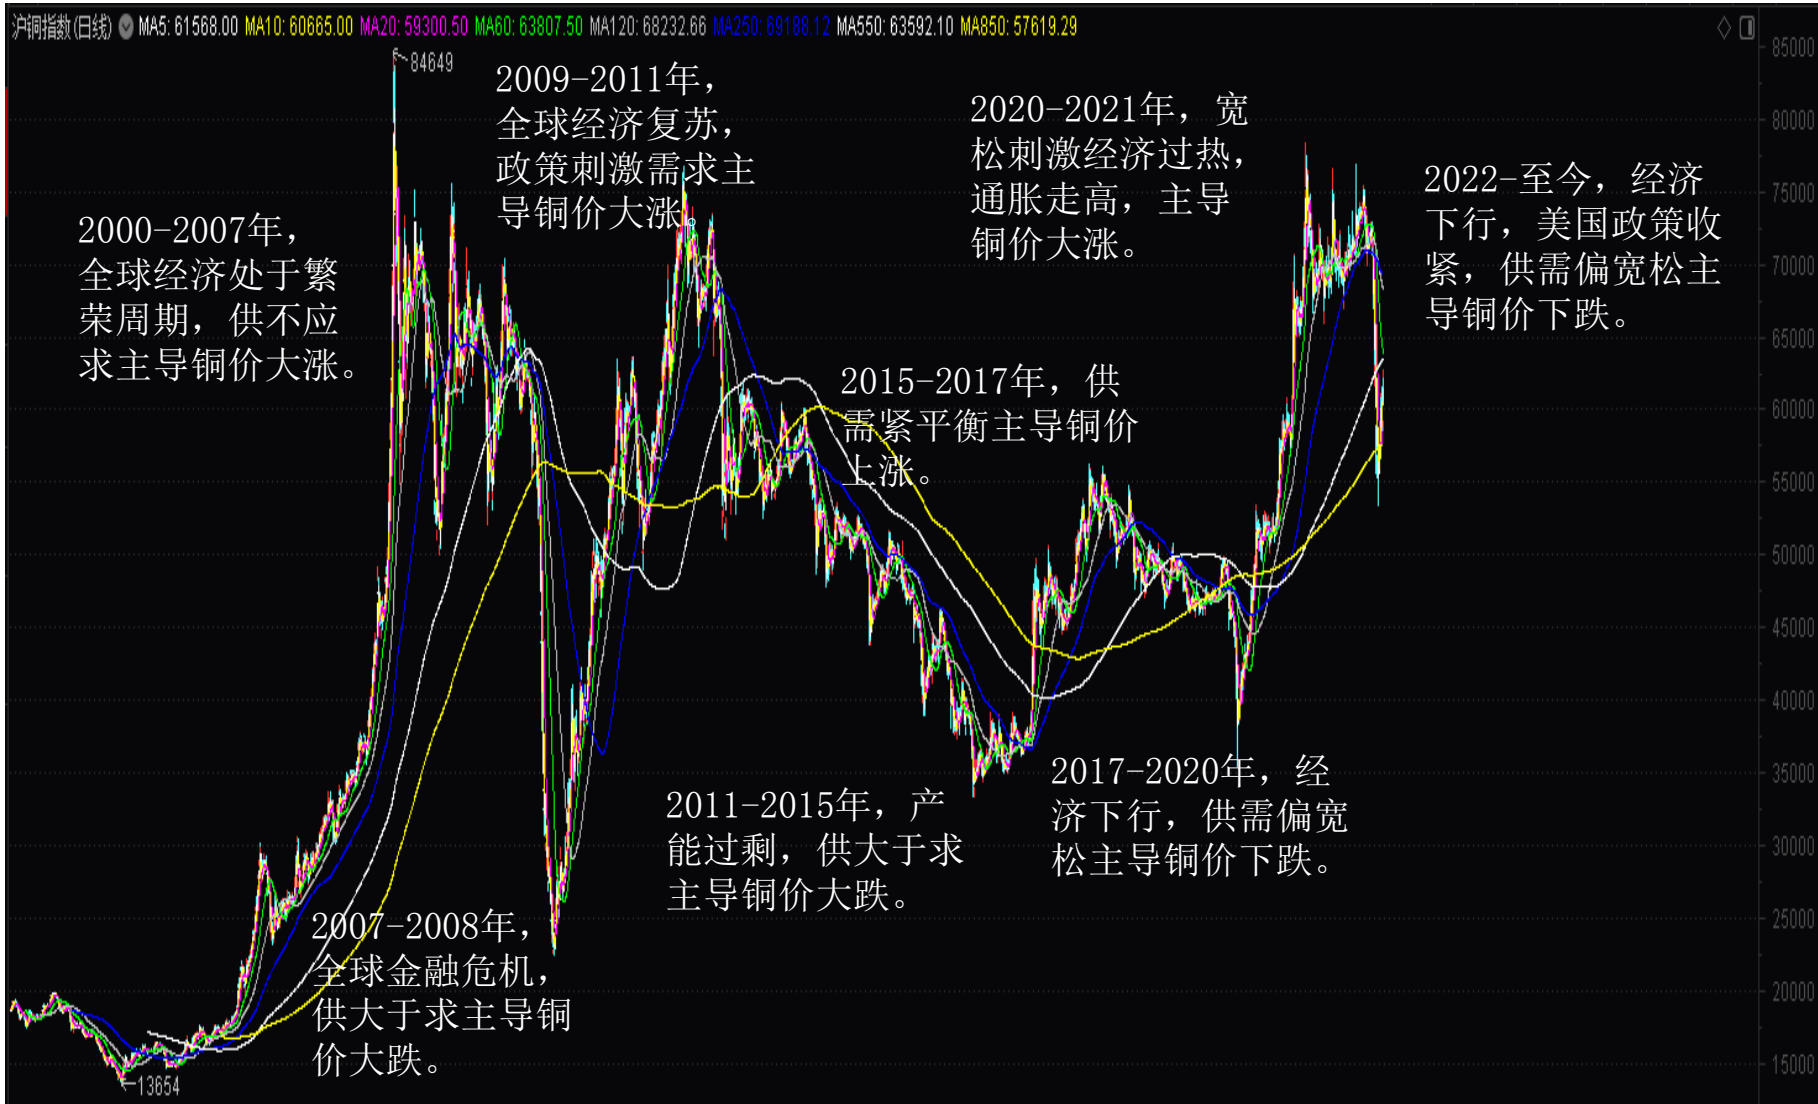 沪铜指数(日线) MA5: 61568.00 MA10: 60665.00 MA20: 59300.50 MA60: 63807.50 MA120: 68232.66 MA250: 69188.12 MA550: 63592.10 MA850: 57619.29
84649
2009-2011年,
全球经济复苏,
政策刺激需求主
导铜价大涨。
2020-2021年, 宽
松刺激经济过热,
通胀走高, 主导
铜价大涨。
2022-至今, 经济
下行, 美国政策收
紧, 供需偏宽松主
导铜价下跌。
2000-2007年,
全球经济处于繁
荣周期, 供不应
求主导铜价大涨。
2015-2017年, 供
需紧平衡主导铜价
上涨。
2017-2020年, 经
济下行, 供需偏宽
松主导铜价下跌。
2011-2015年, 产
能过剩, 供大于求
主导铜价大跌。
2007-2008年,
全球金融危机,
供大于求主导铜
价大跌。
13654
85000
80000
75000
70000
65000
60000
55000
50000
45000
40000
35000
30000
25000
20000
15000